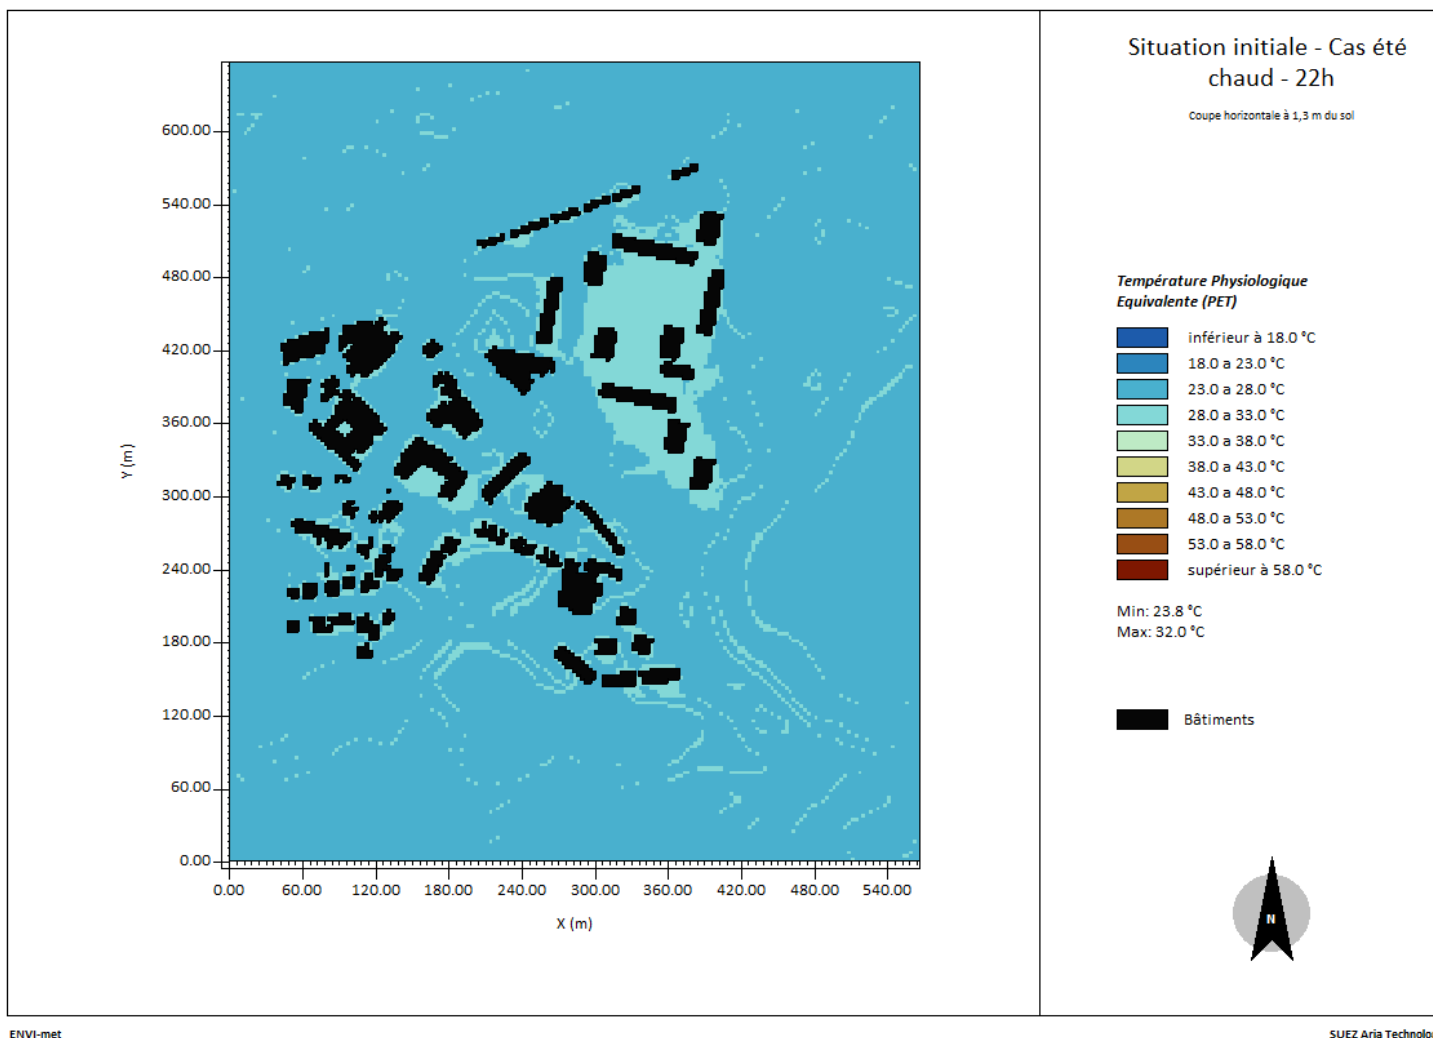 Situation initiale - Cas été
chaud - 22h
Coupe horizontale à 1,3 m du sol
600.00
540.00
480.00
420.00
360.00
300.00
240.00
180.00
120.00
60.00
0.00
Y (m)
0.00 60.00 120.00 180.00 240.00 300.00 360.00 420.00 480.00 540.00
X (m)
Température Physiologique
Equivalente (PET)
inférieur à 18.0 °C
18.0 a 23.0 °C
23.0 a 28.0 °C
28.0 a 33.0 °C
33.0 a 38.0 °C
38.0 a 43.0 °C
43.0 a 48.0 °C
48.0 a 53.0 °C
53.0 a 58.0 °C
supérieur à 58.0 °C
Min: 23.8 °C
Max: 32.0 °C
Bâtiments
N
ENVI-met
SUEZ Aria